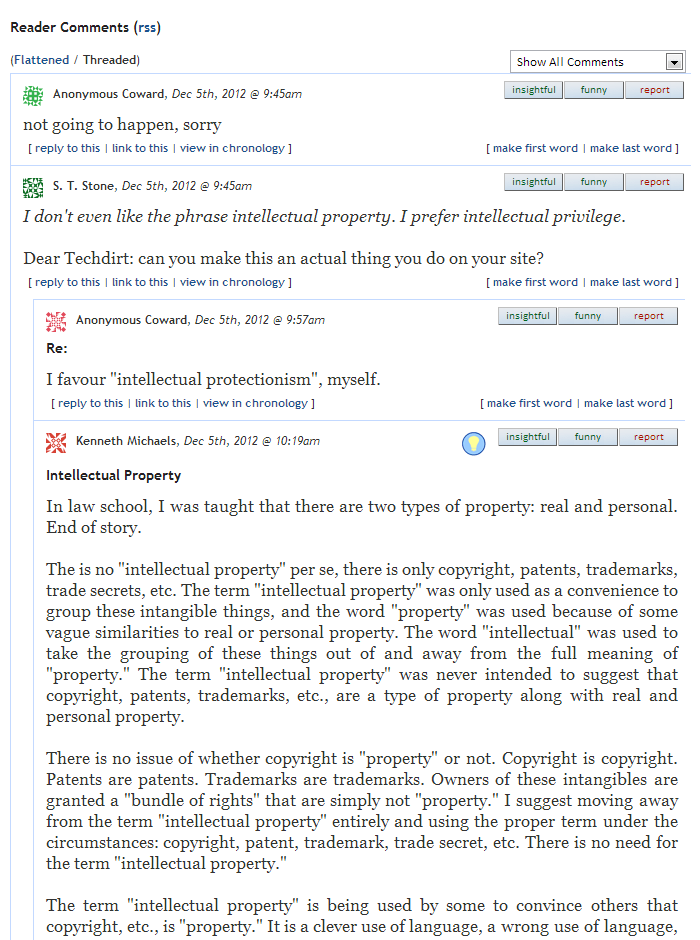 Reader Comments (rss)
(Flattened / Threaded)
Show All Comments
Anonymous Coward, Dec 5th, 2012 @ 9:45am
insightful funny report
not going to happen, sorry
[ reply to this | link to this | view in chronology ]
[ make first word | make last word ]
S. T. Stone, Dec 5th, 2012 @ 9:45am
insightful funny report
I don't even like the phrase intellectual property. I prefer intellectual privilege.
Dear Techdirt: can you make this an actual thing you do on your site?
[ reply to this | link to this | view in chronology ]
[ make first word | make last word ]
Anonymous Coward, Dec 5th, 2012 @ 9:57am
insightful funny report
Re:
I favour "intellectual protectionism", myself.
[ reply to this | link to this | view in chronology ]
[ make first word | make last word ]
Kenneth Michaels, Dec 5th, 2012 @ 10:19am
insightful funny report
Intellectual Property
In law school, I was taught that there are two types of property: real and personal.
End of story.
The is no "intellectual property" per se, there is only copyright, patents, trademarks,
trade secrets, etc. The term "intellectual property" was only used as a convenience to
group these intangible things, and the word "property" was used because of some
vague similarities to real or personal property. The word "intellectual" was used to
take the grouping of these things out of and away from the full meaning of
"property." The term "intellectual property" was never intended to suggest that
copyright, patents, trademarks, etc., are a type of property along with real and
personal property.
There is no issue of whether copyright is "property" or not. Copyright is copyright.
Patents are patents. Trademarks are trademarks. Owners of these intangibles are
granted a "bundle of rights" that are simply not "property." I suggest moving away
from the term "intellectual property" entirely and using the proper term under the
circumstances: copyright, patent, trademark, trade secret, etc. There is no need for
the term "intellectual property."
The term "intellectual property" is being used by some to convince others that
copyright, etc., is "property." It is a clever use of language, a wrong use of language,